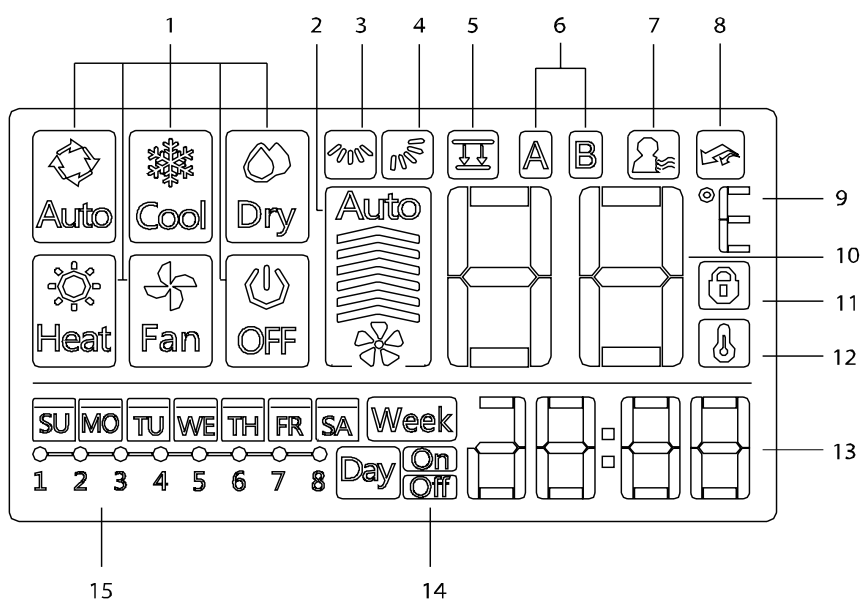 1 2 3 4 5 6 7 8
A B
Auto Cool Dry Auto
9
10
Heat Fan OFF
11
12
SU MO TU WE TH FR SA Week
Day On
Off
13
1 2 3 4 5 6 7 8
15 14